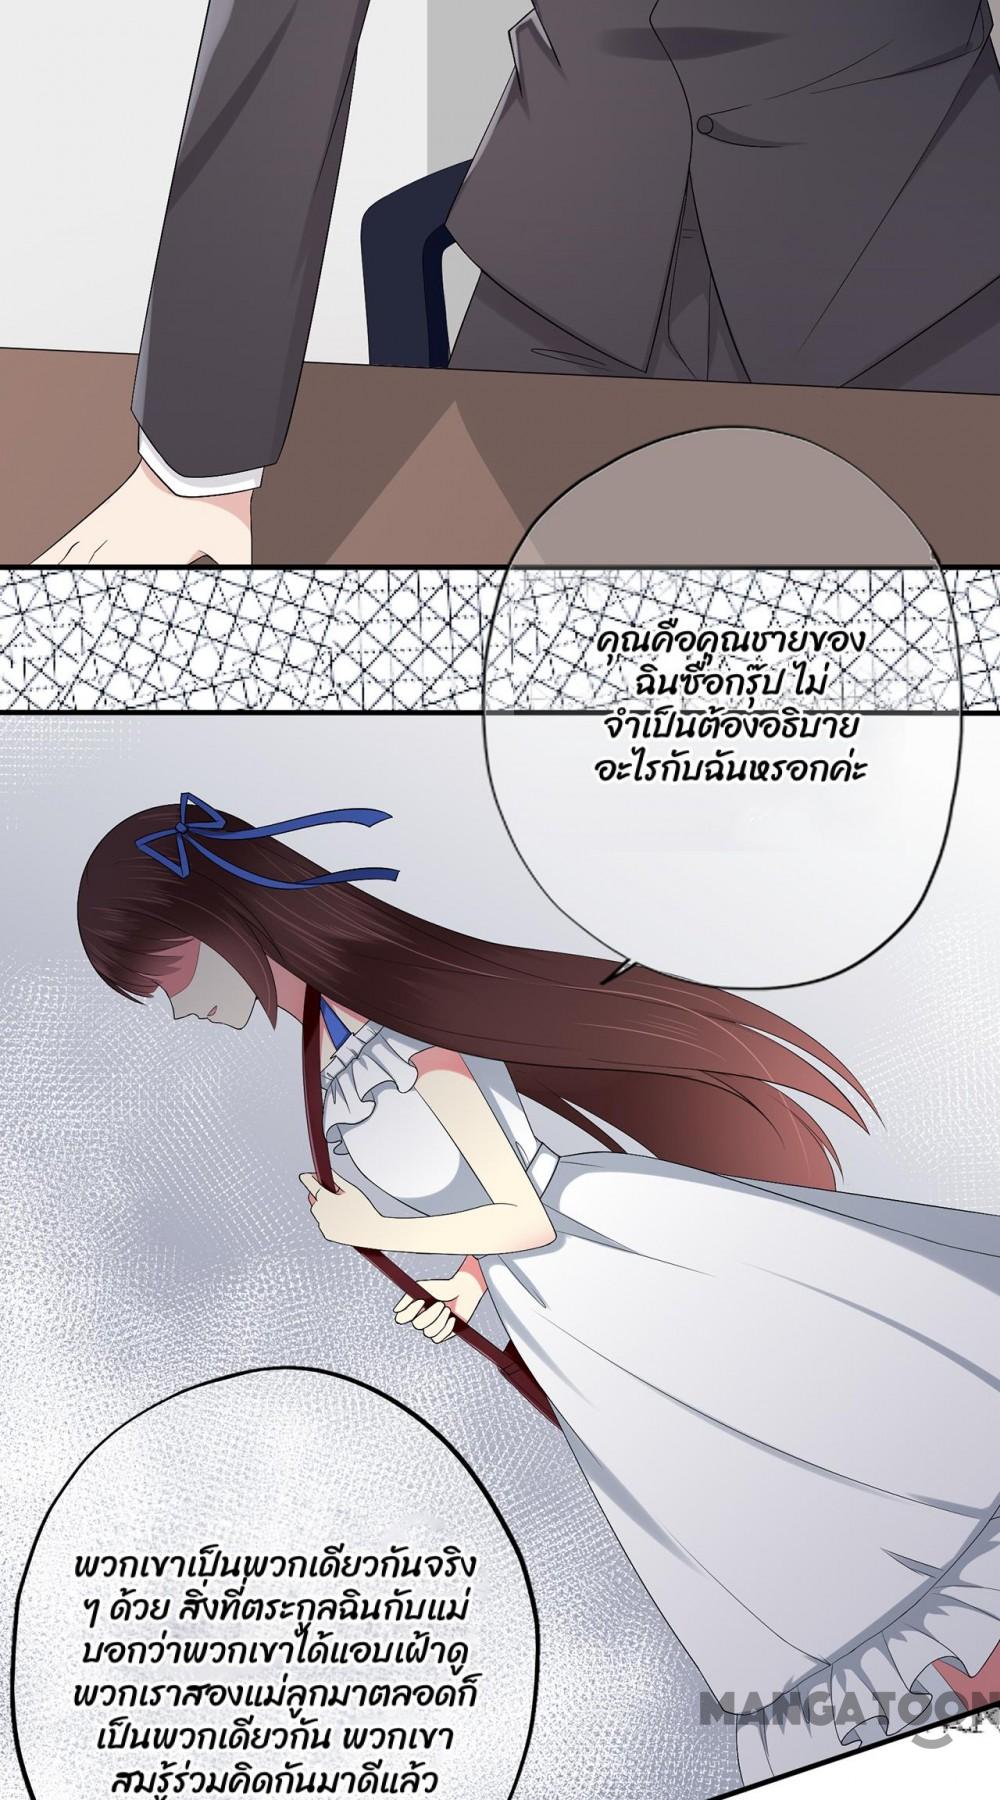 คุณคือคุณชายของ
ฉินซื่อกรุ๊ป ไม่
จำเป็นต้องอธิบาย
อะไรกับฉันหรอกค่ะ
พวกเขาเป็นพวกเดียวกันจริง
ๆ ด้วย สิ่งที่ตระกูลฉินกับแม่
บอกว่าพวกเขาได้แอบเฝ้าดู
พวกเราสองแม่ลูกมาตลอดก็
เป็นพวกเดียวกัน พวกเขา
สมรู้ร่วมคิดกันมาดีแล้ว
MANGATOON